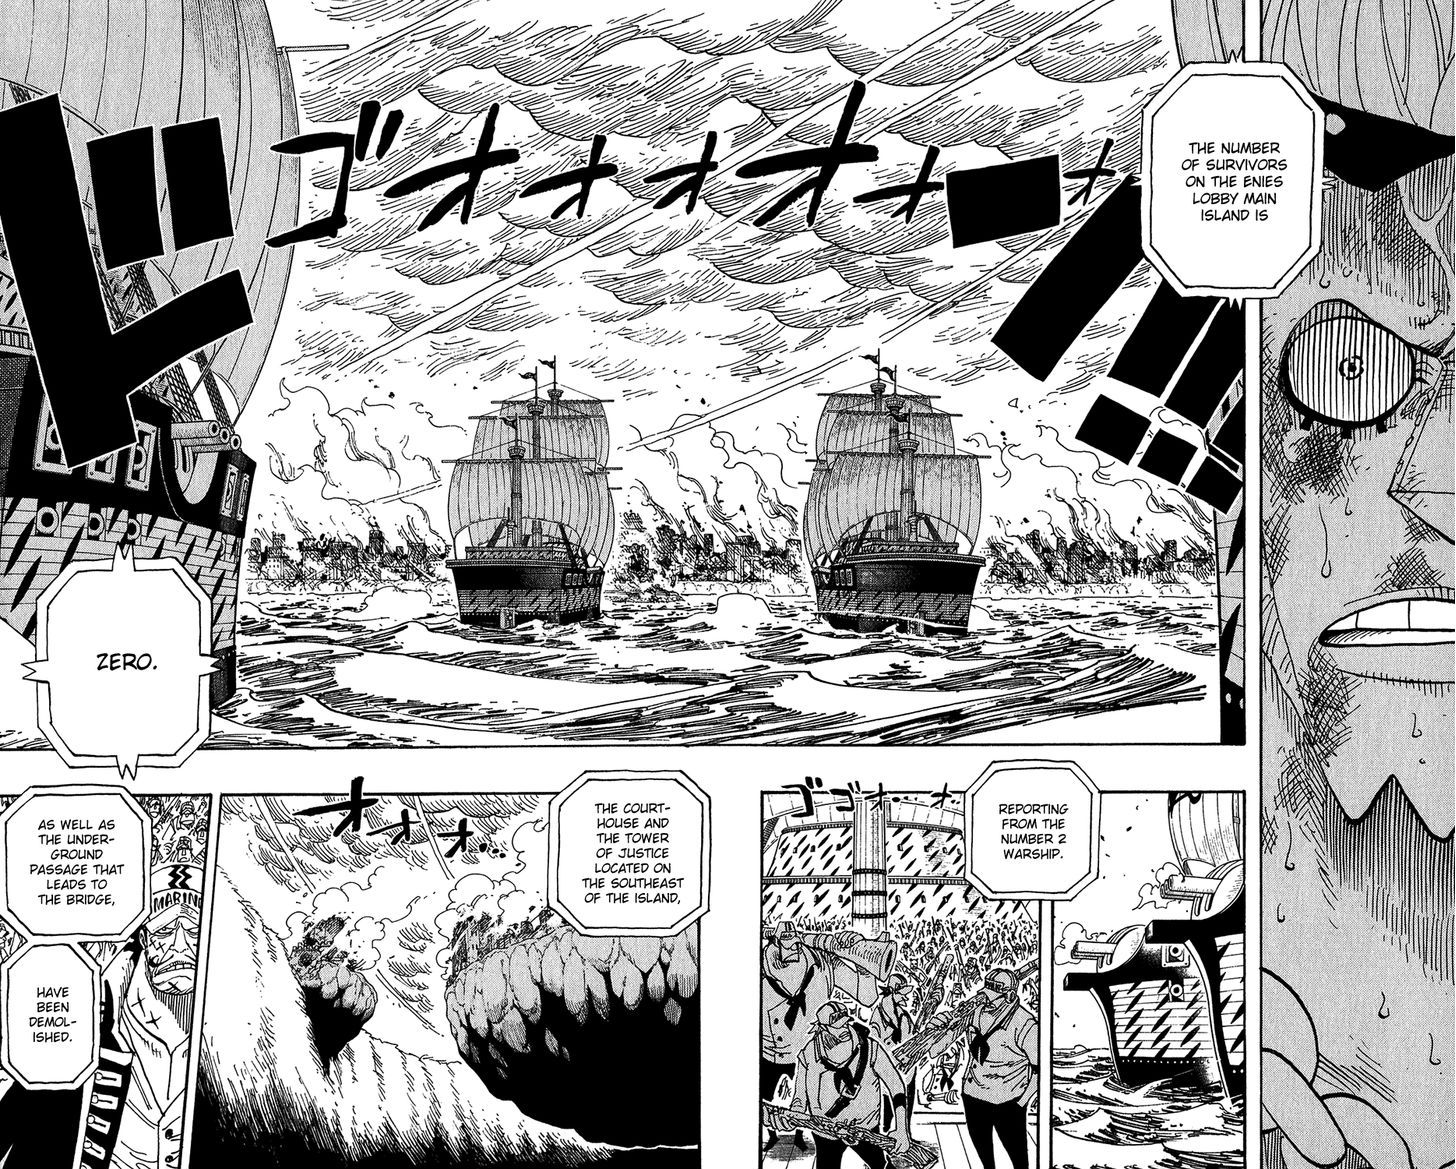 THE NUMBER
OF SURVIVORS
ON THE ENIES
LOBBY MAIN
ISLAND IS
ドゴオオオオオオー...!!!
ZERO.
REPORTING
FROM THE
NUMBER 2
WARSHIP.
ゴゴオオ...
THE COURT-
HOUSE AND
THE TOWER
OF JUSTICE
LOCATED ON
THE SOUTHEAST
OF THE ISLAND,
オオオ...
AS WELL AS
THE UNDER-
GROUND
PASSAGE THAT
LEADS TO
THE BRIDGE,
MARINE
HAVE
BEEN
DEMOL-
ISHED.